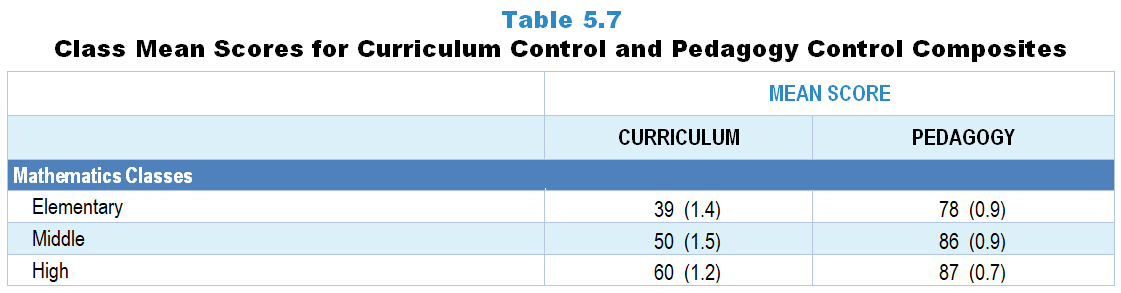 Table 5.7
Class Mean Scores for Curriculum Control and Pedagogy Control Composites
MEAN SCORE
CURRICULUM PEDAGOGY
Mathematics Classes
Elementary 39 (1.4) 78 (0.9)
Middle 50 (1.5) 86 (0.9)
High 60 (1.2) 87 (0.7)